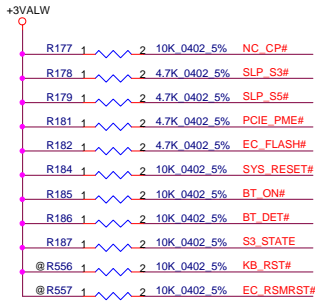 +3VALW
R177 1 2 10K_0402_5% NC_CP#
R178 1 2 4.7K_0402_5% SLP_S3#
R179 1 2 4.7K_0402_5% SLP_S5#
R181 1 2 4.7K_0402_5% PCIE_PME#
R182 1 2 4.7K_0402_5% EC_FLASH#
R184 1 2 10K_0402_5% SYS_RESET#
R185 1 2 10K_0402_5% BT_ON#
R186 1 2 10K_0402_5% BT_DET#
R187 1 2 10K_0402_5% S3_STATE
@R556 1 2 10K_0402_5% KB_RST#
@R557 1 2 10K_0402_5% EC_RSMRST#